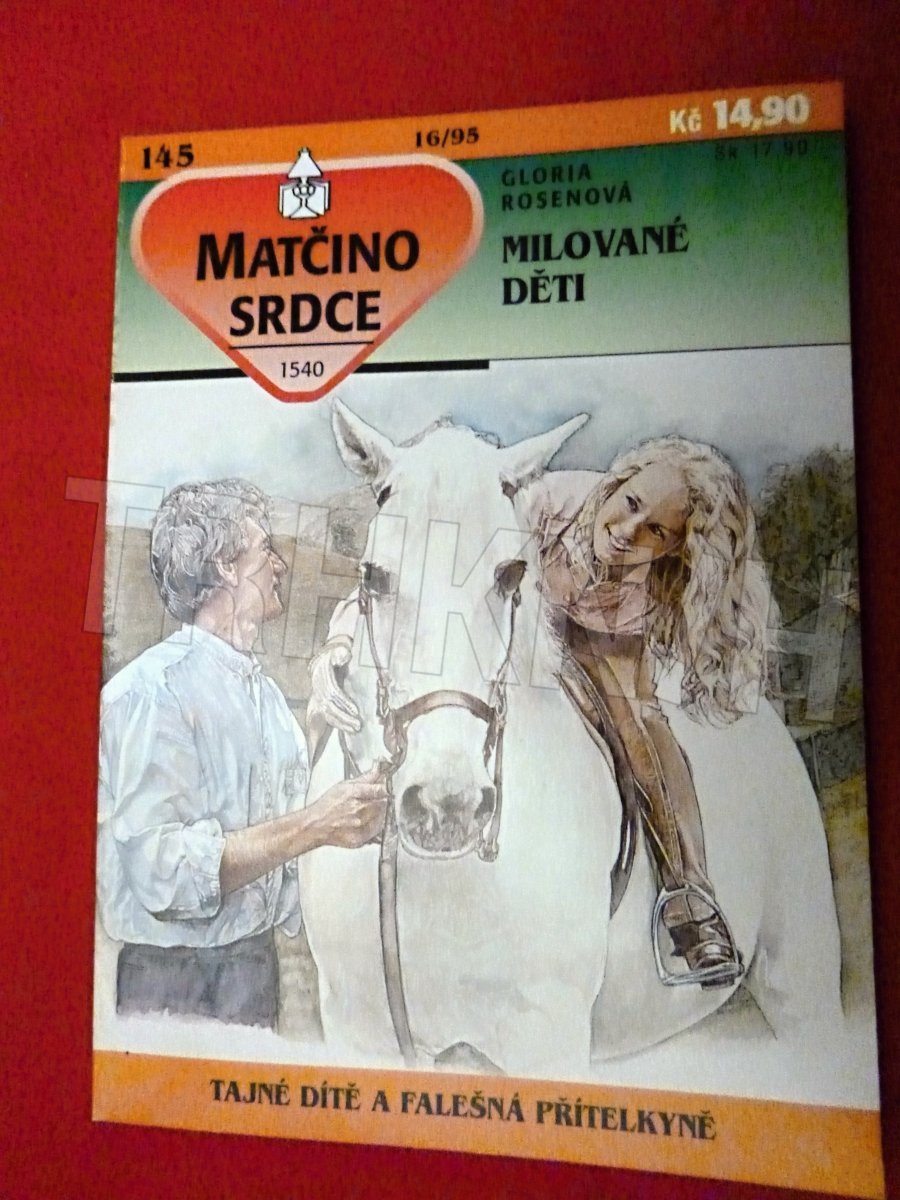 145
16/95
Kč 14,90
SK 17,90
MATČINO
SRDCE
1540
GLORIA
ROSENOVÁ
MILOVANÉ
DĚTI
TAJNÉ DÍTĚ A FALEŠNÁ PŘÍTELKYNĚ